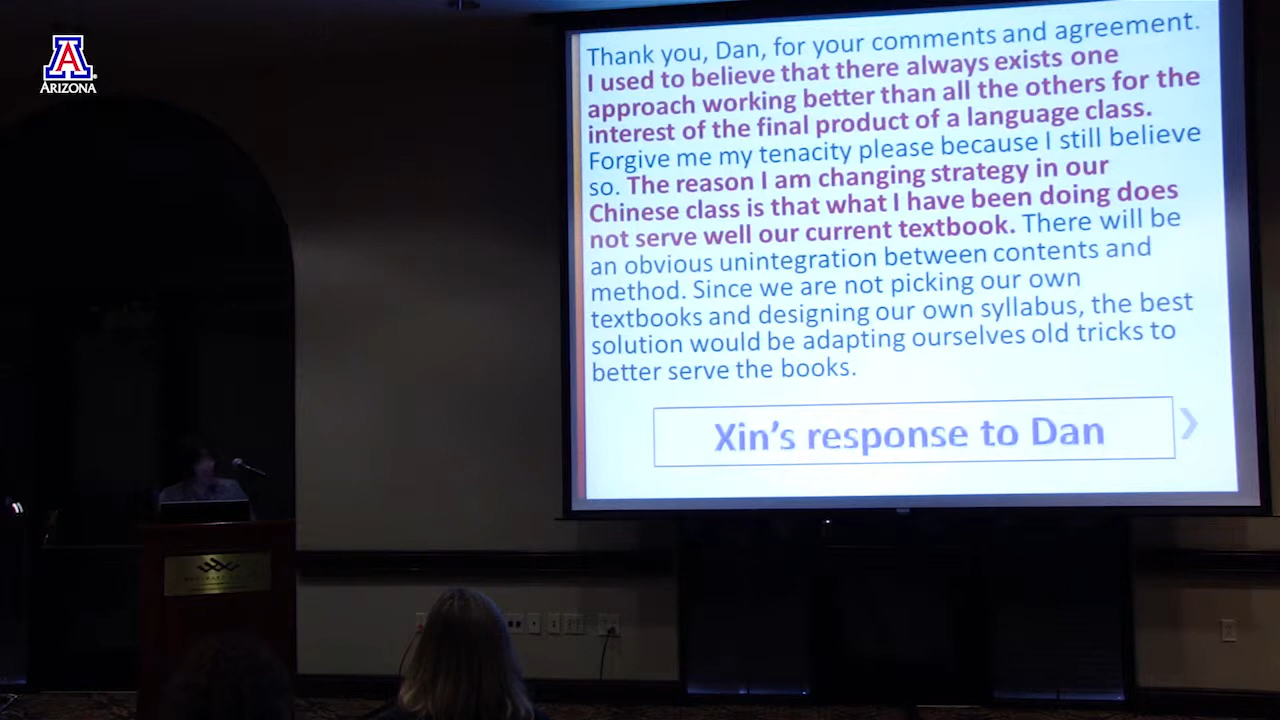 ARIZONA
Thank you, Dan, for your comments and agreement.
I used to believe that there always exists one
approach working better than all the others for the
interest of the final product of a language class.
Forgive me my tenacity please because I still believe
so. The reason I am changing strategy in our
Chinese class is that what I have been doing does
not serve well our current textbook. There will be
an obvious unintegration between contents and
method. Since we are not picking our own
textbooks and designing our own syllabus, the best
solution would be adapting ourselves old tricks to
better serve the books.
Xin's response to Dan